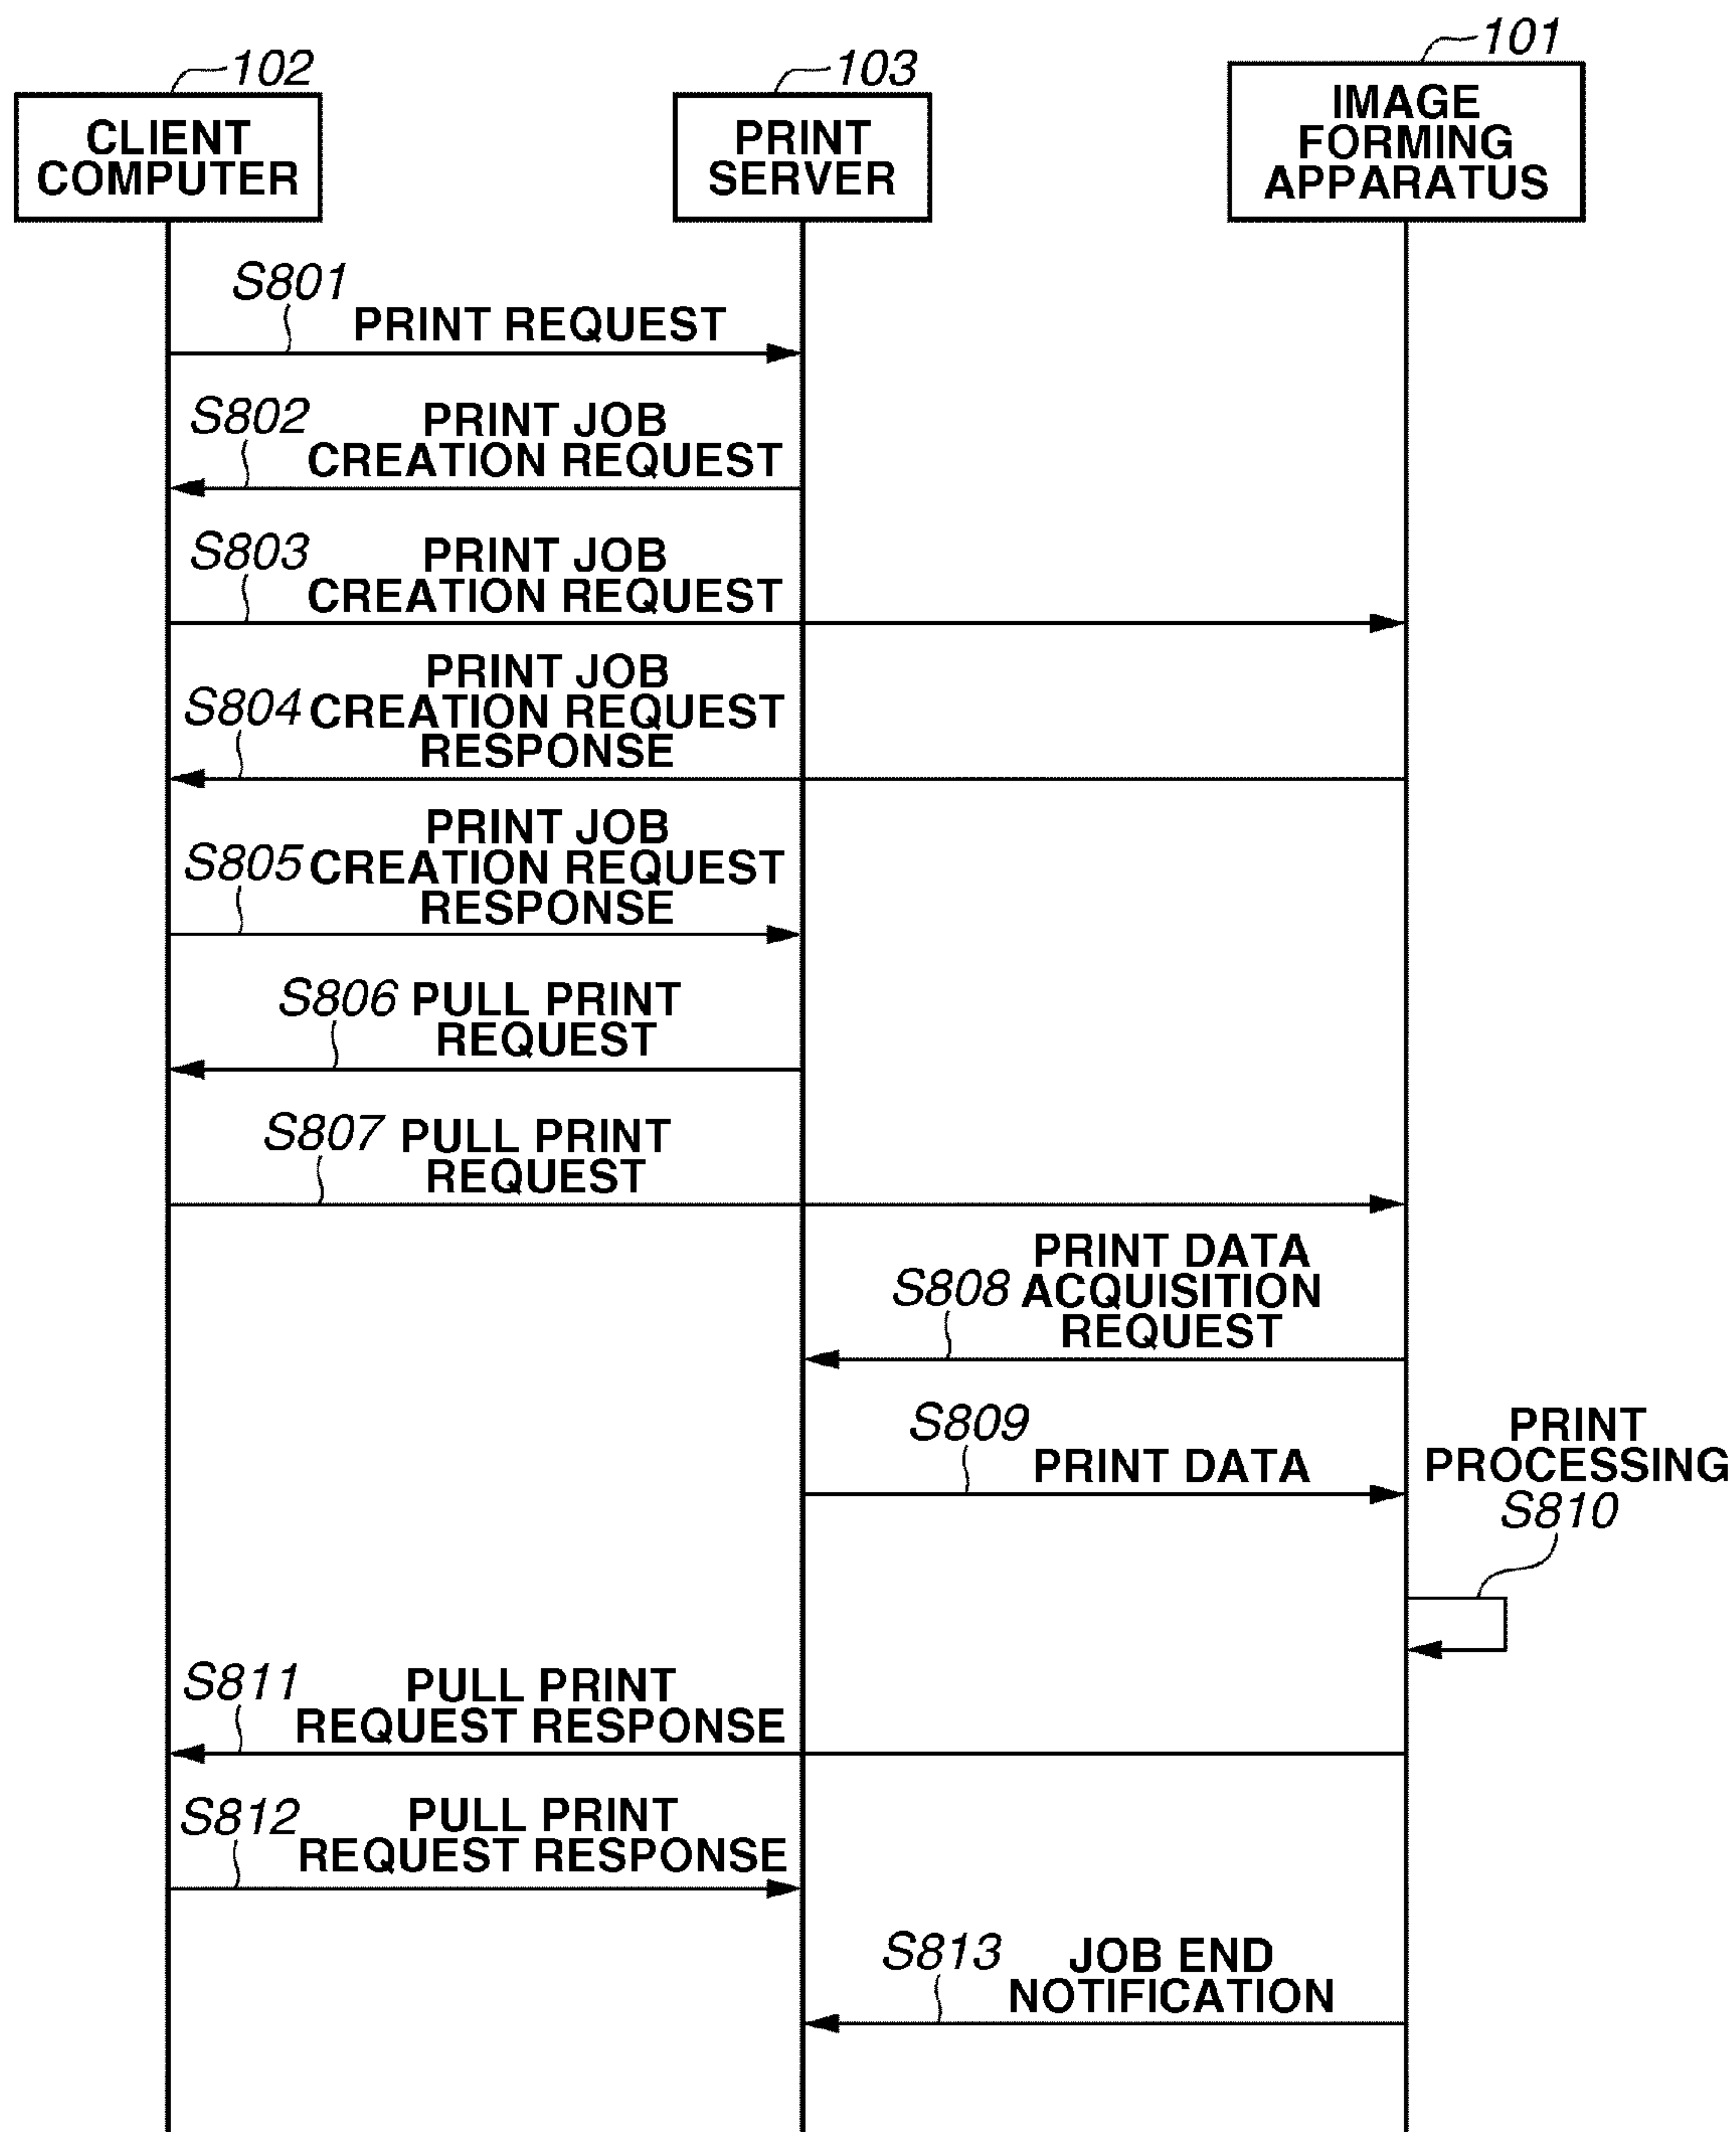 102
CLIENT
COMPUTER
103
PRINT
SERVER
101
IMAGE
FORMING
APPARATUS
S801
PRINT REQUEST
S802
PRINT JOB
CREATION REQUEST
S803
PRINT JOB
CREATION REQUEST
S804
PRINT JOB
CREATION REQUEST
RESPONSE
S805
PRINT JOB
CREATION REQUEST
RESPONSE
S806
PULL PRINT
REQUEST
S807
PULL PRINT
REQUEST
S808
PRINT DATA
ACQUISITION
REQUEST
S809
PRINT DATA
PRINT
PROCESSING
S810
S811
PULL PRINT
REQUEST RESPONSE
S812
PULL PRINT
REQUEST RESPONSE
S813
JOB END
NOTIFICATION